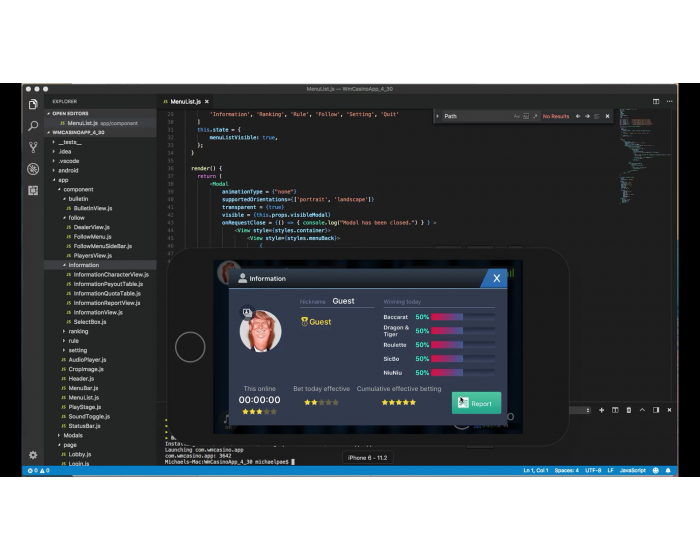 MenuList.js — WmCasinoApp_4_30
EXPLORER
MenuList.js ×
OPEN EDITORS
JS MenuList.js app/component
WMCASINOAPP_4_30
__tests__
.idea
.vscode
android
app
component
bulletin
JS BulletinView.js
follow
JS DealerView.js
JS FollowMenu.js
JS FollowMenuSideBar.js
JS PlayersView.js
information
JS InformationCharacterView.js
JS InformationPayoutTable.js
JS InformationQuotaTable.js
JS InformationReportView.js
JS InformationView.js
JS SelectBox.js
ranking
rule
setting
JS AudioPlayer.js
JS CropImage.js
JS Header.js
JS MenuBar.js
JS MenuList.js
JS PlayStage.js
JS SoundToggle.js
JS StatusBar.js
Modals
page
JS Lobby.js
JS Login.js
29 'Information', 'Ranking', 'Rule', 'Follow', 'Setting', 'Quit'
30 ]
31 this.state = {
32 menuListVisible: true,
33 };
34 }
35
36 render() {
37 return (
38 <Modal
39 animationType = {"none"}
40 supportedOrientations={['portrait', 'landscape']}
41 transparent = {true}
42 visible = {this.props.visibleModal}
43 onRequestClose = {() => { console.log("Modal has been closed.") } } >
44 <View style={styles.container}>
45 <View style={styles.menuBack}>
46 {
Path
No Results
Information
X
Nickname Guest
Guest
Winning today
Baccarat 50%
Dragon & Tiger 50%
Roulette 50%
SicBo 50%
NiuNiu 50%
This online
00:00:00
Bet today effective
Cumulative effective betting
Report
Launching com.wmcasino.app
com.wmcasino.app: 3642
Michaels-Mac:WmCasinoApp_4_30 michaelpae$
iPhone 6 - 11.2
0 0
Ln 1, Col 1 Spaces: 4 UTF-8 LF JavaScript